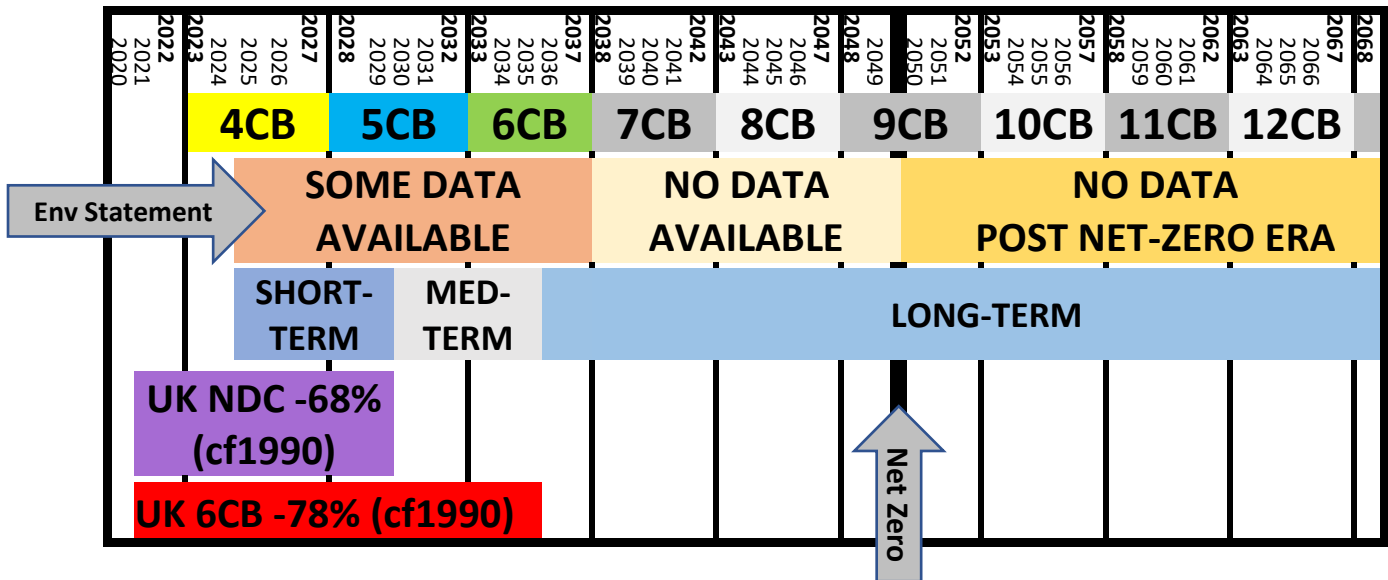 2020
2021
2022
2023
2024
2025
2026
2027
2028
2029
2030
2031
2032
2033
2034
2035
2036
2037
2038
2039
2040
2041
2042
2043
2044
2045
2046
2047
2048
2049
2050
2051
2052
2053
2054
2055
2056
2057
2058
2059
2060
2061
2062
2063
2064
2065
2066
2067
2068
4CB
5CB
6CB
7CB
8CB
9CB
10CB
11CB
12CB
Env Statement
SOME DATA
AVAILABLE
NO DATA
AVAILABLE
NO DATA
POST NET-ZERO ERA
SHORT-
TERM
MED-
TERM
LONG-TERM
UK NDC -68%
(cf1990)
UK 6CB -78% (cf1990)
Net Zero